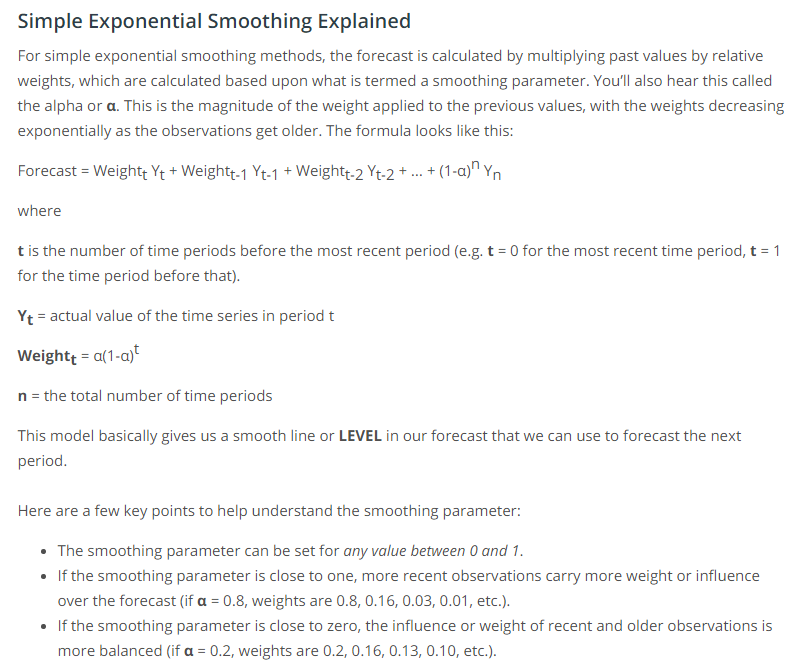 Simple Exponential Smoothing Explained
For simple exponential smoothing methods, the forecast is calculated by multiplying past values by relative
weights, which are calculated based upon what is termed a smoothing parameter. You’ll also hear this called
the alpha or α. This is the magnitude of the weight applied to the previous values, with the weights decreasing
exponentially as the observations get older. The formula looks like this:
Forecast = Weightₜ Yₜ + Weightₜ₋₁ Yₜ₋₁ + Weightₜ₋₂ Yₜ₋₂ + ... + (1-α)ⁿ Yₙ
where
t is the number of time periods before the most recent period (e.g. t = 0 for the most recent time period, t = 1
for the time period before that).
Yₜ = actual value of the time series in period t
Weightₜ = α(1-α)ᵗ
n = the total number of time periods
This model basically gives us a smooth line or LEVEL in our forecast that we can use to forecast the next
period.
Here are a few key points to help understand the smoothing parameter:
• The smoothing parameter can be set for any value between 0 and 1.
• If the smoothing parameter is close to one, more recent observations carry more weight or influence
over the forecast (if α = 0.8, weights are 0.8, 0.16, 0.03, 0.01, etc.).
• If the smoothing parameter is close to zero, the influence or weight of recent and older observations is
more balanced (if α = 0.2, weights are 0.2, 0.16, 0.13, 0.10, etc.).